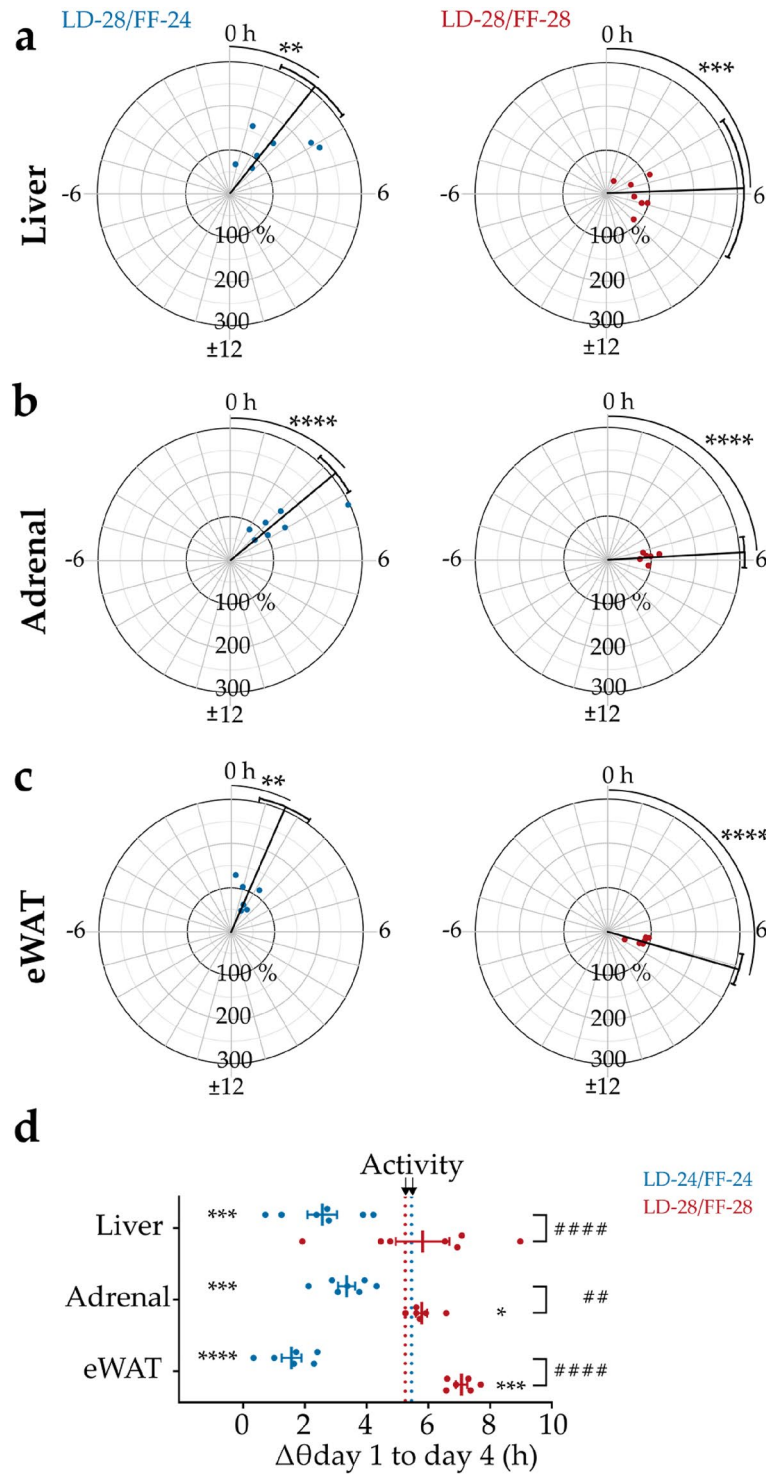 LD-28/FF-24 LD-28/FF-28
a
Liver
0 h
**
-6
6
100 %
200
300
±12
0 h
***
6
100 %
200
300
±12
b
Adrenal
0 h
****
-6
6
100 %
200
300
±12
0 h
****
6
100 %
200
300
±12
c
eWAT
0 h
**
-6
6
100 %
200
300
±12
0 h
****
6
100 %
200
300
±12
d
Activity
LD-24/FF-24
LD-28/FF-28
Liver *** ####
Adrenal *** * ##
eWAT **** *** ####
0 2 4 6 8 10
Δθday 1 to day 4 (h)